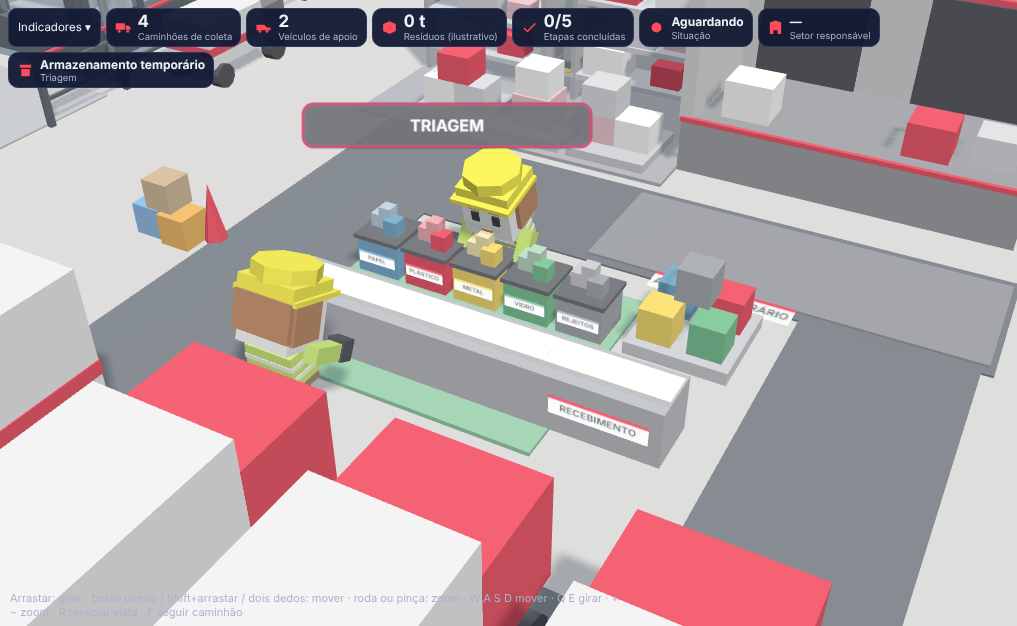 Indicadores ▾
4
Caminhões de coleta
2
Veículos de apoio
0 t
Resíduos (ilustrativo)
0/5
Etapas concluídas
Aguardando
Situação
—
Setor responsável
Armazenamento temporário
Triagem
TRIAGEM
PAPEL
PLÁSTICO
METAL
VIDRO
REJEITOS
RECEBIMENTO
Arrastar: girar · botão direito / Shift+arrastar / dois dedos: mover · roda ou pinça: zoom · W A S D mover · Q E girar · +
− zoom · R reiniciar vista · F seguir caminhão